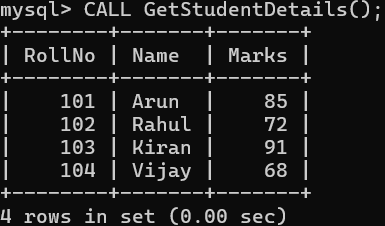 mysql> CALL GetStudentDetails();
+--------+-------+-------+
| RollNo | Name  | Marks |
+--------+-------+-------+
|    101 | Arun  |    85 |
|    102 | Rahul |    72 |
|    103 | Kiran |    91 |
|    104 | Vijay |    68 |
+--------+-------+-------+
4 rows in set (0.00 sec)